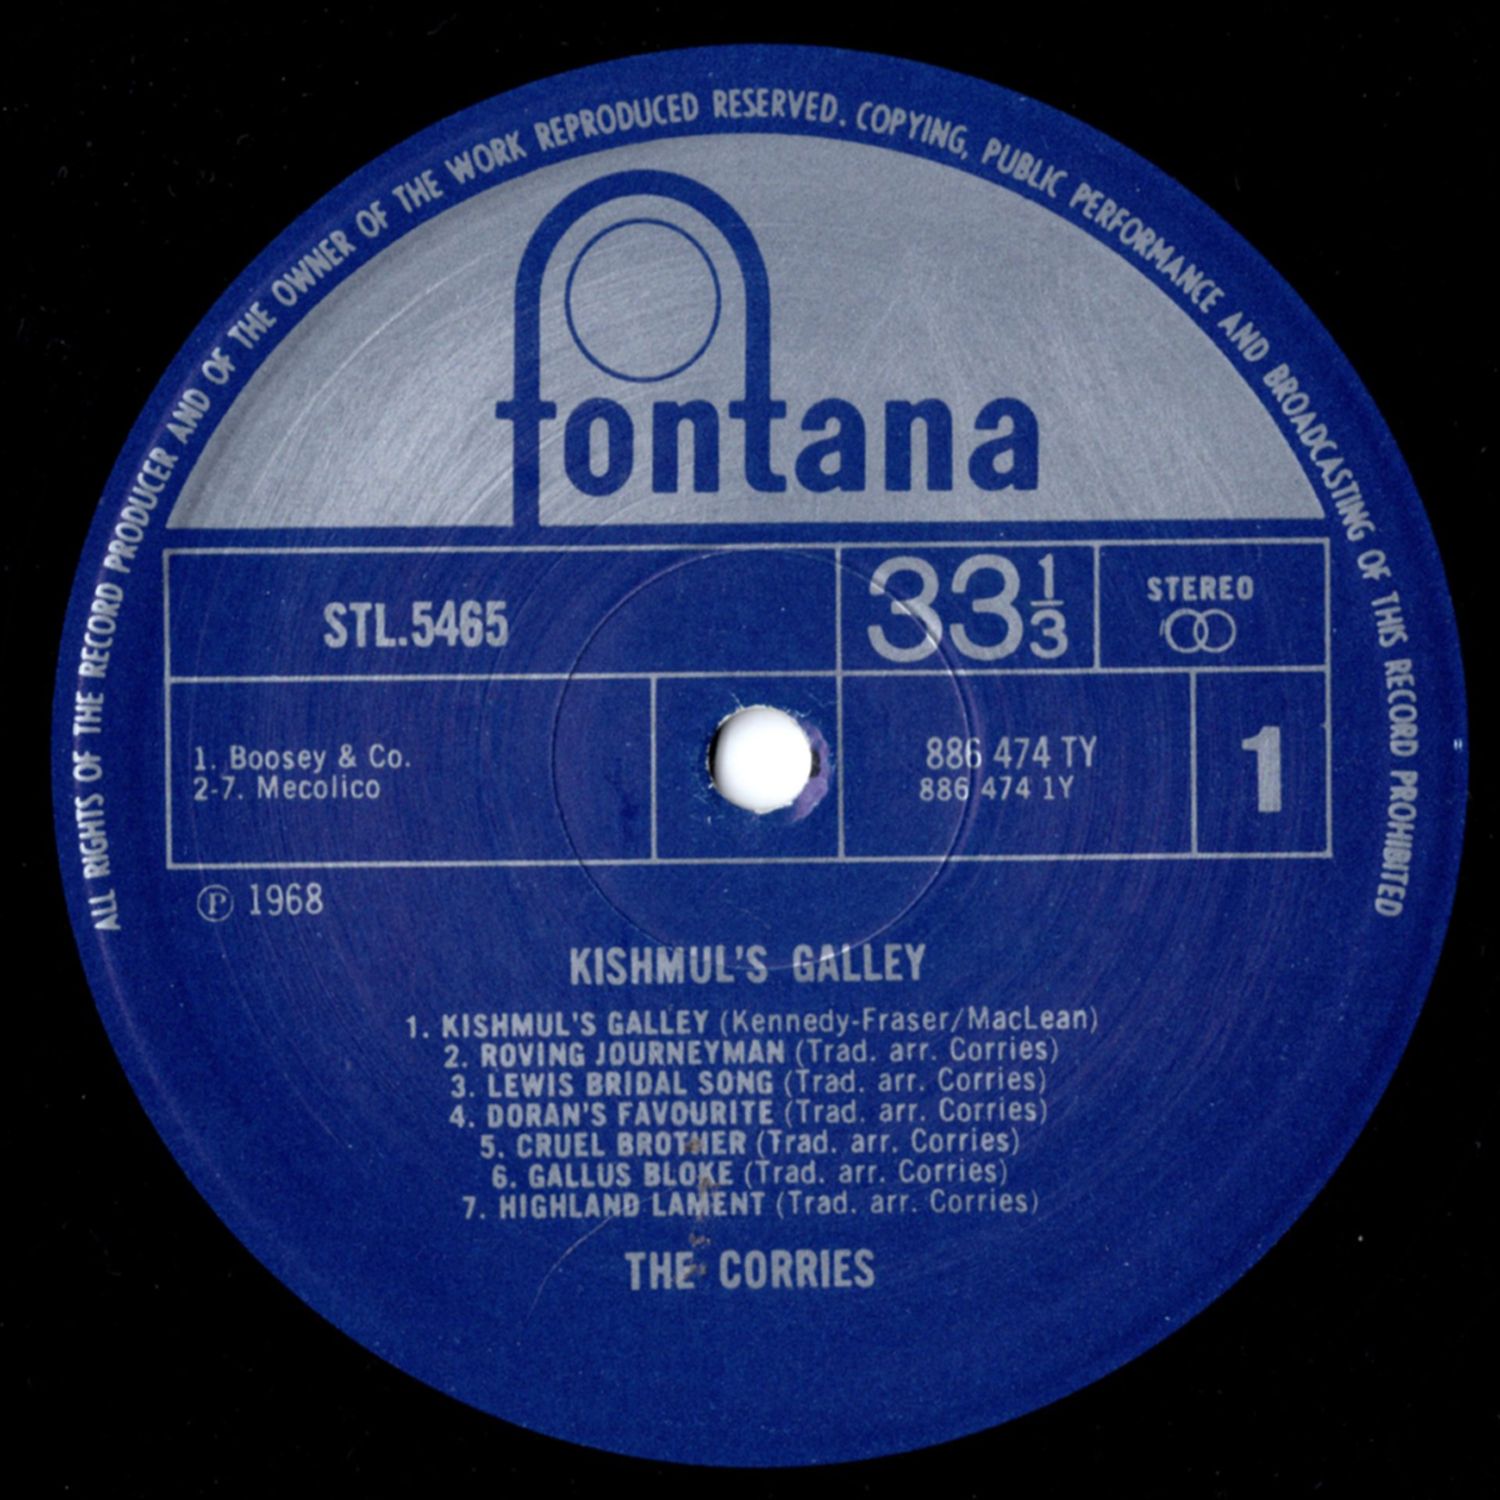 ALL RIGHTS OF THE RECORD PRODUCER AND OF THE OWNER OF THE WORK REPRODUCED RESERVED. COPYING, PUBLIC PERFORMANCE AND BROADCASTING OF THIS RECORD PROHIBITED
fontana
STL.5465
33 1/3
STEREO
1. Boosey & Co.
2-7. Mecolico
886 474 TY
886 474 1Y
1
Ⓟ 1968
KISHMUL'S GALLEY
1. KISHMUL'S GALLEY (Kennedy-Fraser/MacLean)
2. ROVING JOURNEYMAN (Trad. arr. Corries)
3. LEWIS BRIDAL SONG (Trad. arr. Corries)
4. DORAN'S FAVOURITE (Trad. arr. Corries)
5. CRUEL BROTHER (Trad. arr. Corries)
6. GALLUS BLOKE (Trad. arr. Corries)
7. HIGHLAND LAMENT (Trad. arr. Corries)
THE CORRIES